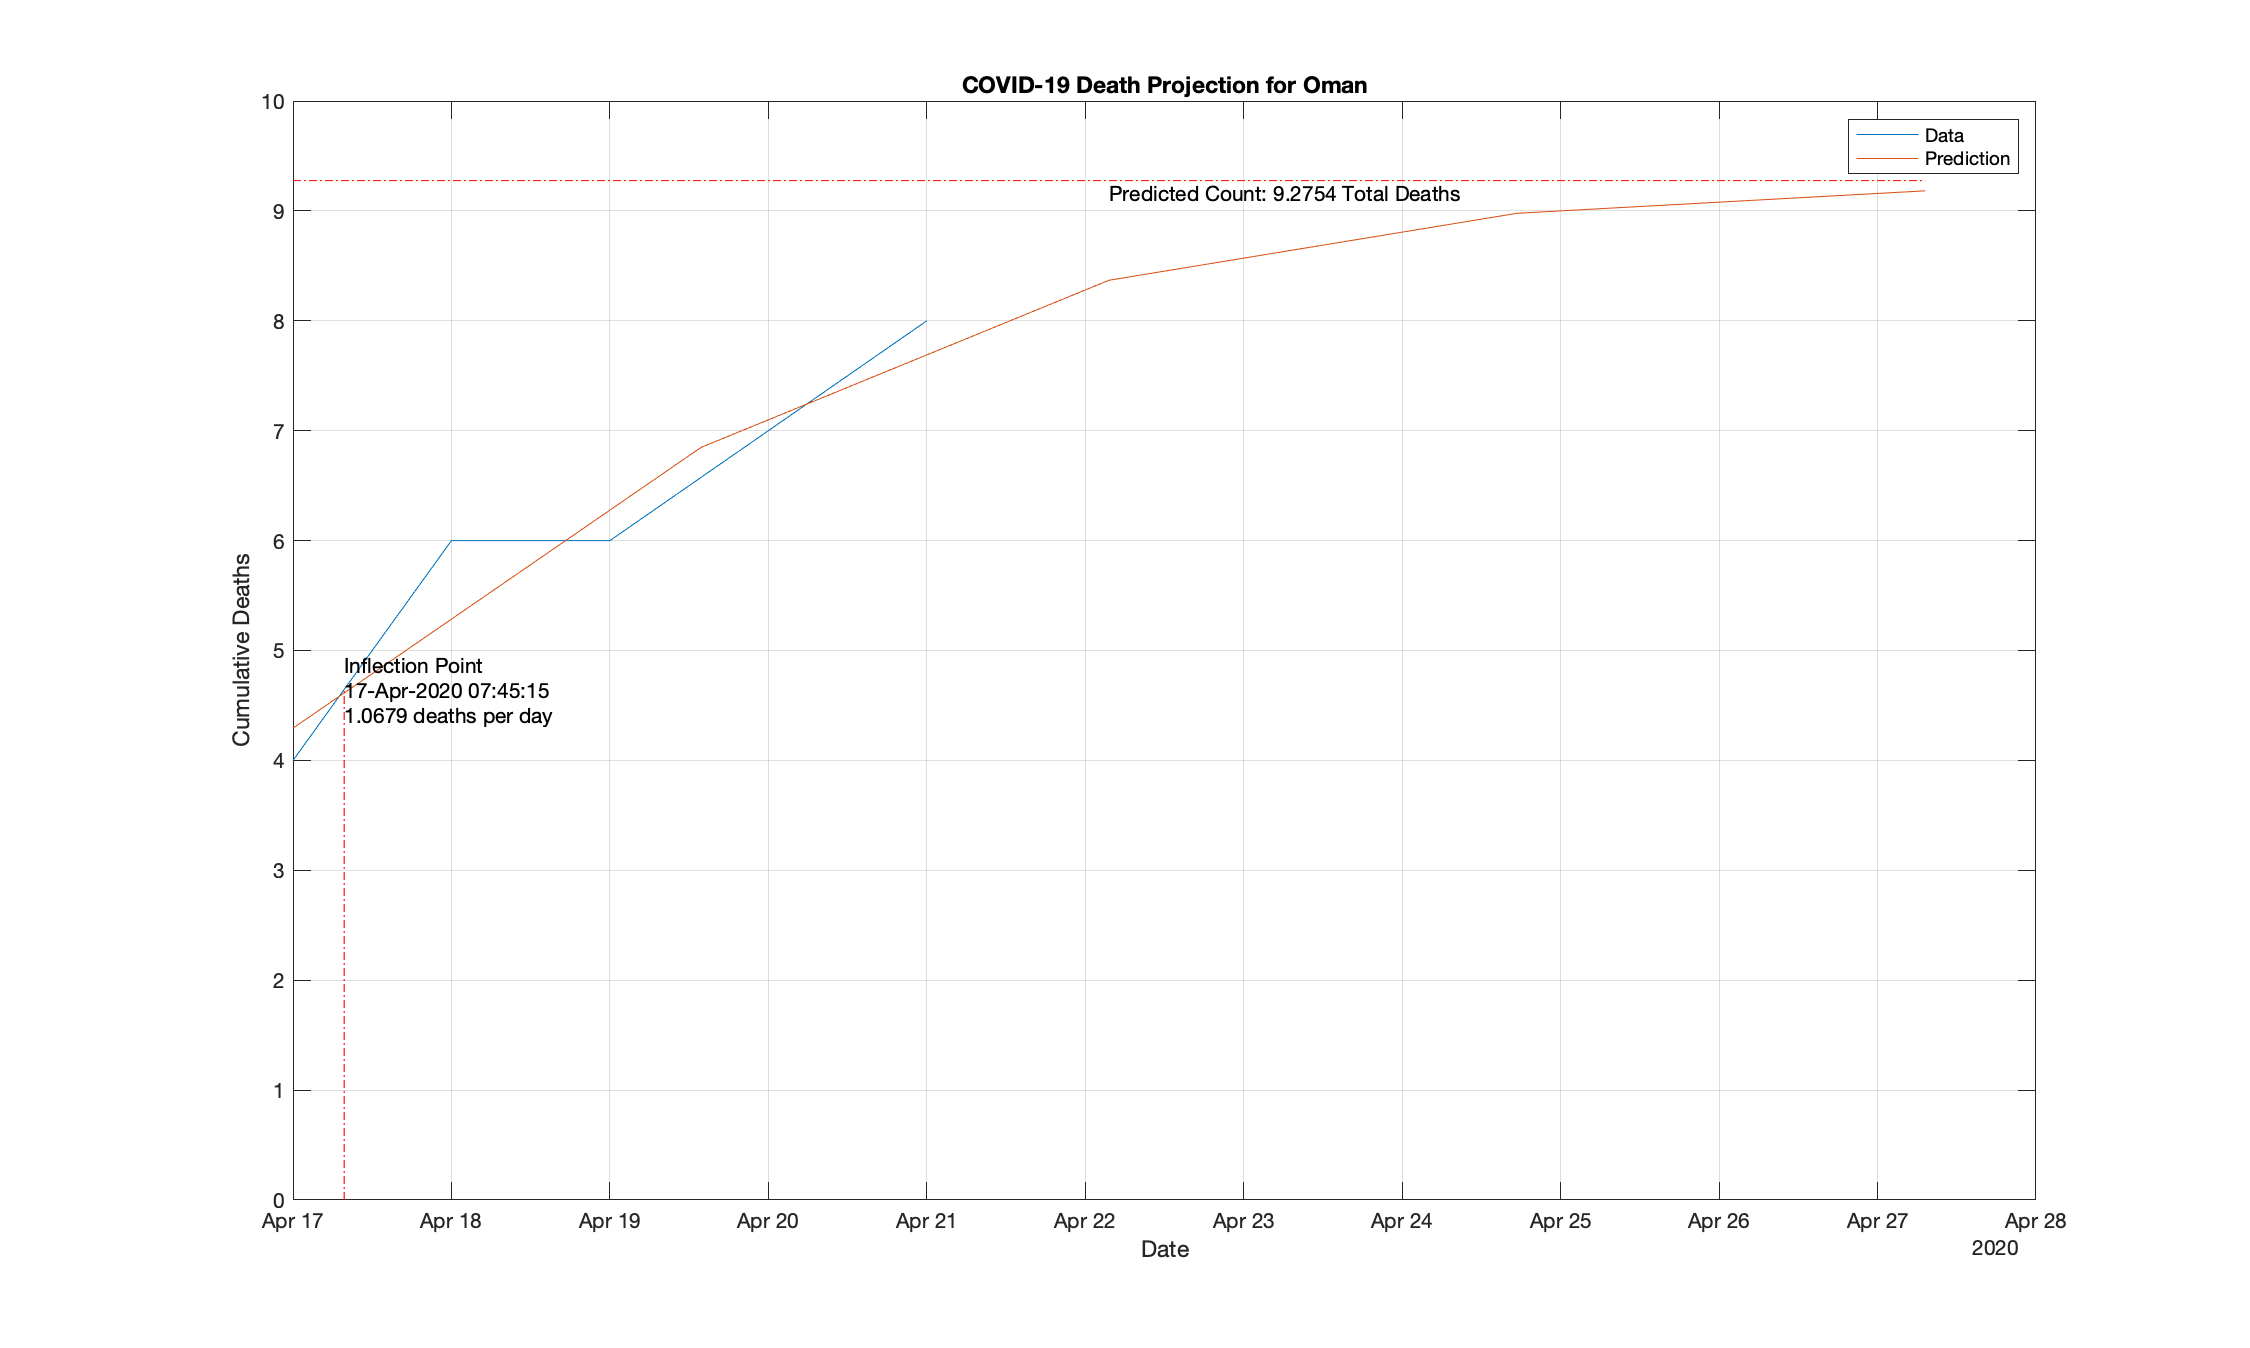 COVID-19 Death Projection for Oman
10
9
8
7
6
5
4
3
2
1
0
Cumulative Deaths
Data
Prediction
Predicted Count: 9.2754 Total Deaths
Inflection Point
17-Apr-2020 07:45:15
1.0679 deaths per day
Apr 17 Apr 18 Apr 19 Apr 20 Apr 21 Apr 22 Apr 23 Apr 24 Apr 25 Apr 26 Apr 27 Apr 28
Date
2020